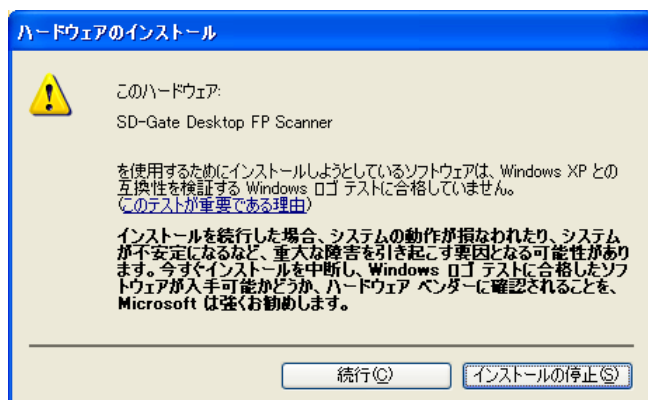 ハードウェアのインストール
このハードウェア:
SD-Gate Desktop FP Scanner
を使用するためにインストールしようとしているソフトウェアは、Windows XP との
互換性を検証する Windows ロゴ テストに合格していません。
(このテストが重要である理由)
インストールを続行した場合、システムの動作が損なわれたり、システム
が不安定になるなど、重大な障害を引き起こす要因となる可能性があり
ます。今すぐインストールを中断し、Windows ロゴ テストに合格したソフ
トウェアが入手可能かどうか、ハードウェア ベンダーに確認されることを、
Microsoft は強くお勧めします。
続行(C)
インストールの停止(S)